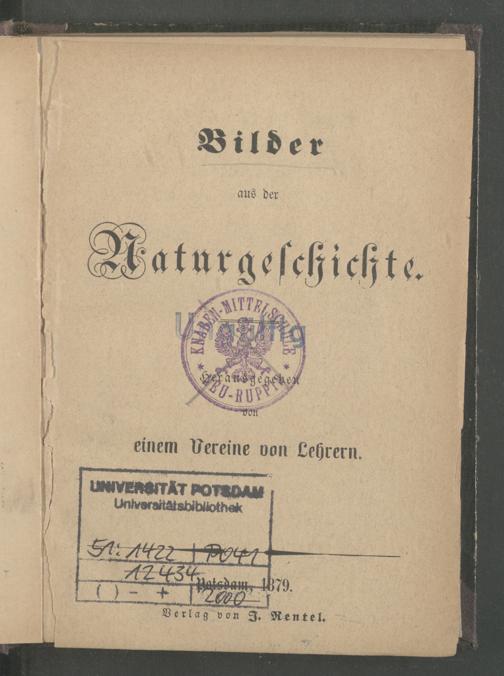 Bilder
aus der
Naturgeschichte.
KNABEN-MITTELSCHULE
NEU-RUPPIN
Herausgegeben
von
einem Vereine von Lehrern.
UNIVERSITÄT POTSDAM
Universitätsbibliothek
51: 1422 P041
12434
( ) - + 2000
Potsdam, 1879.
Verlag von J. Rentel.